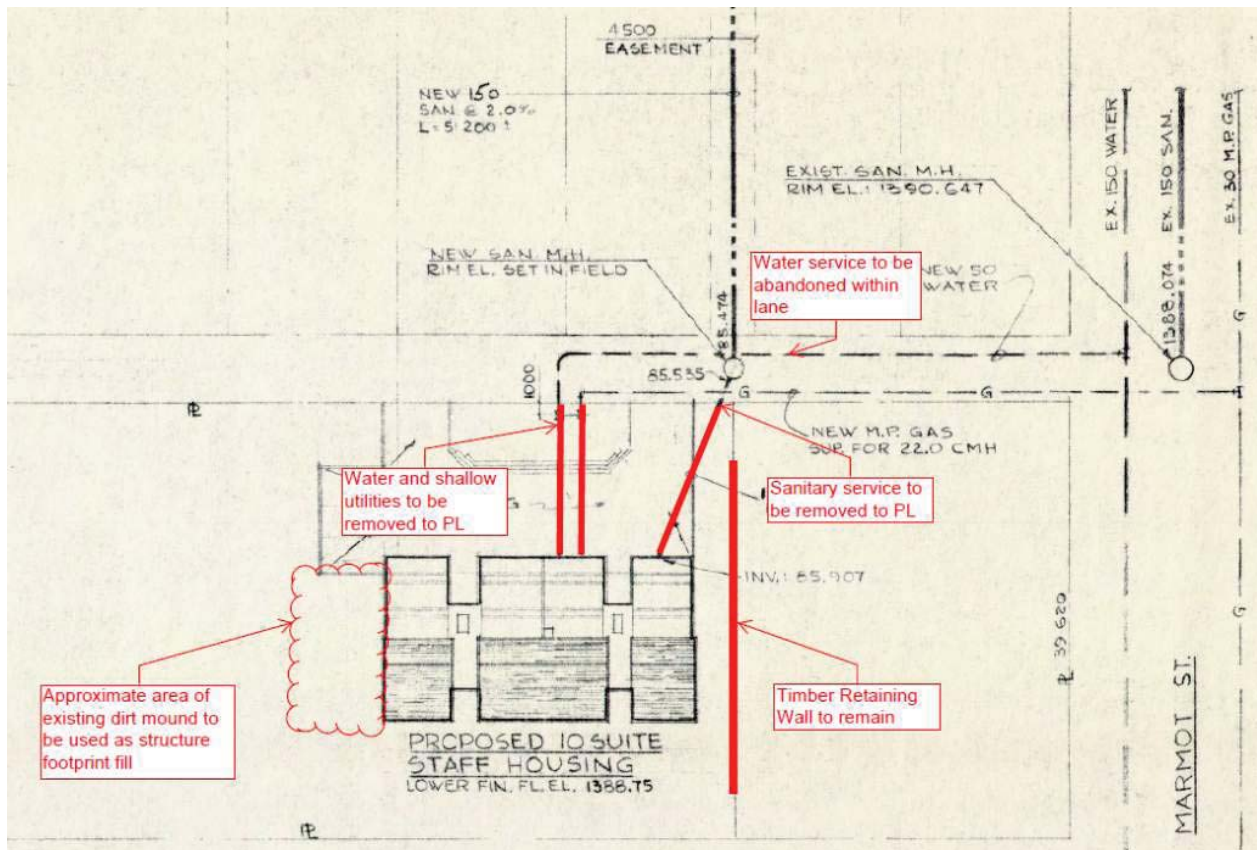 4500
EASEMENT
NEW 150
SAN. @ 2.0%
L = 5.200 ±
EX. 150 WATER
EX. 150 SAN.
EX. 30 M.P. GAS
EXIST. SAN. M.H.
RIM EL.: 1390.647
NEW SAN. M.H.
RIM EL. SET IN FIELD
Water service to be
abandoned within
lane
NEW 50
WATER
1388.074
85.474
85.535
G
G
G
G
1000
PL
NEW M.P. GAS
SUP. FOR 22.0 CMH
Water and shallow
utilities to be
removed to PL
Sanitary service to
be removed to PL
INV.: 85.907
PL 39.620
Approximate area of
existing dirt mound to
be used as structure
footprint fill
Timber Retaining
Wall to remain
PROPOSED 10 SUITE
STAFF HOUSING
LOWER FIN. FL. EL. 1388.75
MARMOT ST.
PL